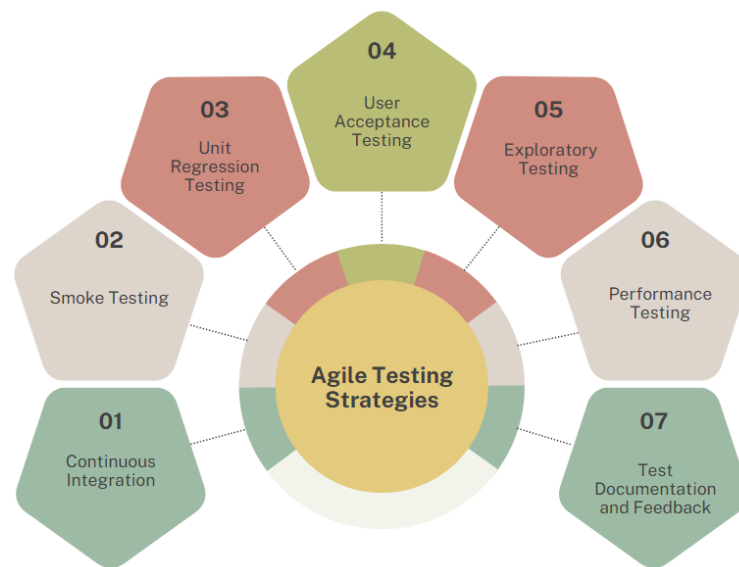 01
Continuous
Integration
02
Smoke Testing
03
Unit
Regression
Testing
04
User
Acceptance
Testing
05
Exploratory
Testing
06
Performance
Testing
07
Test
Documentation
and Feedback
Agile Testing
Strategies